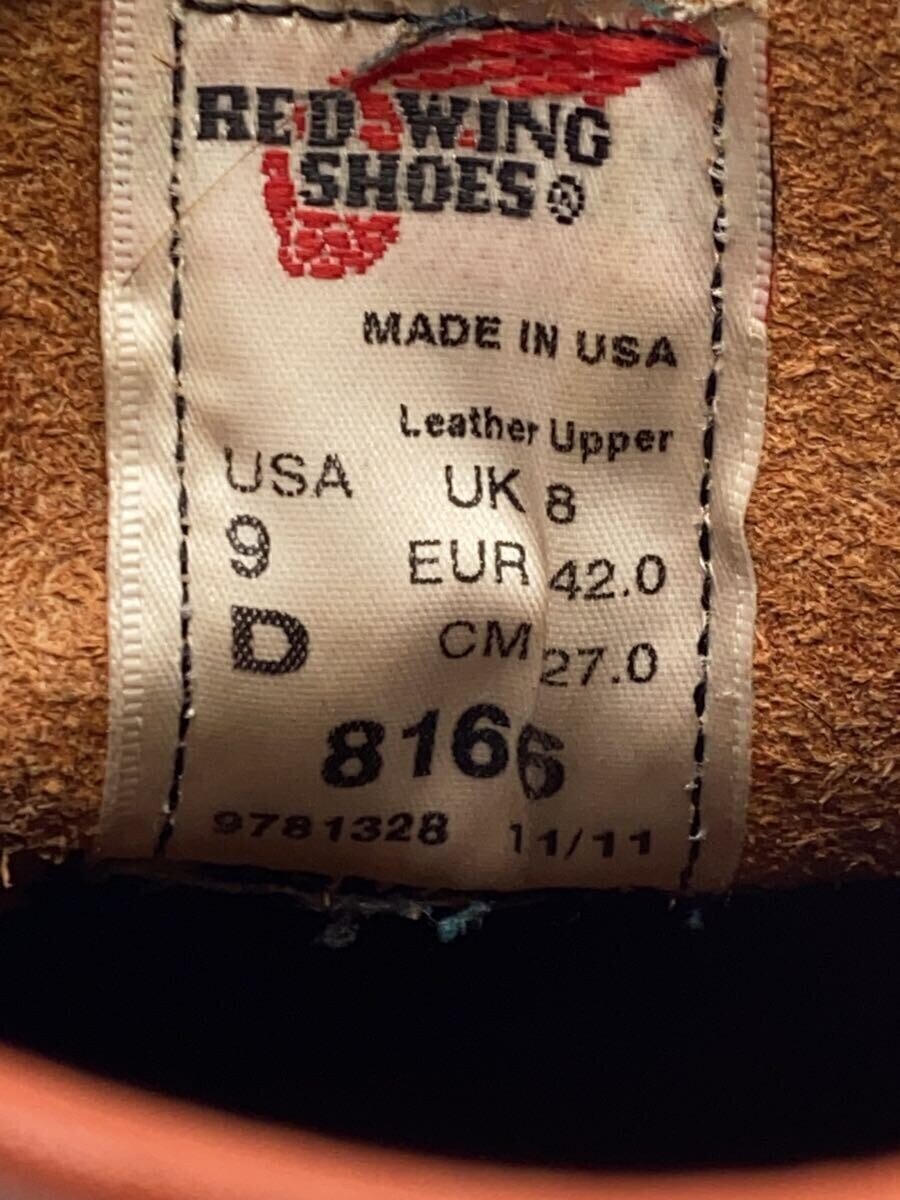 RED WING
SHOES®
MADE IN USA
Leather Upper
USA
9
D
UK 8
EUR 42.0
CM 27.0
8166
9781328 11/11